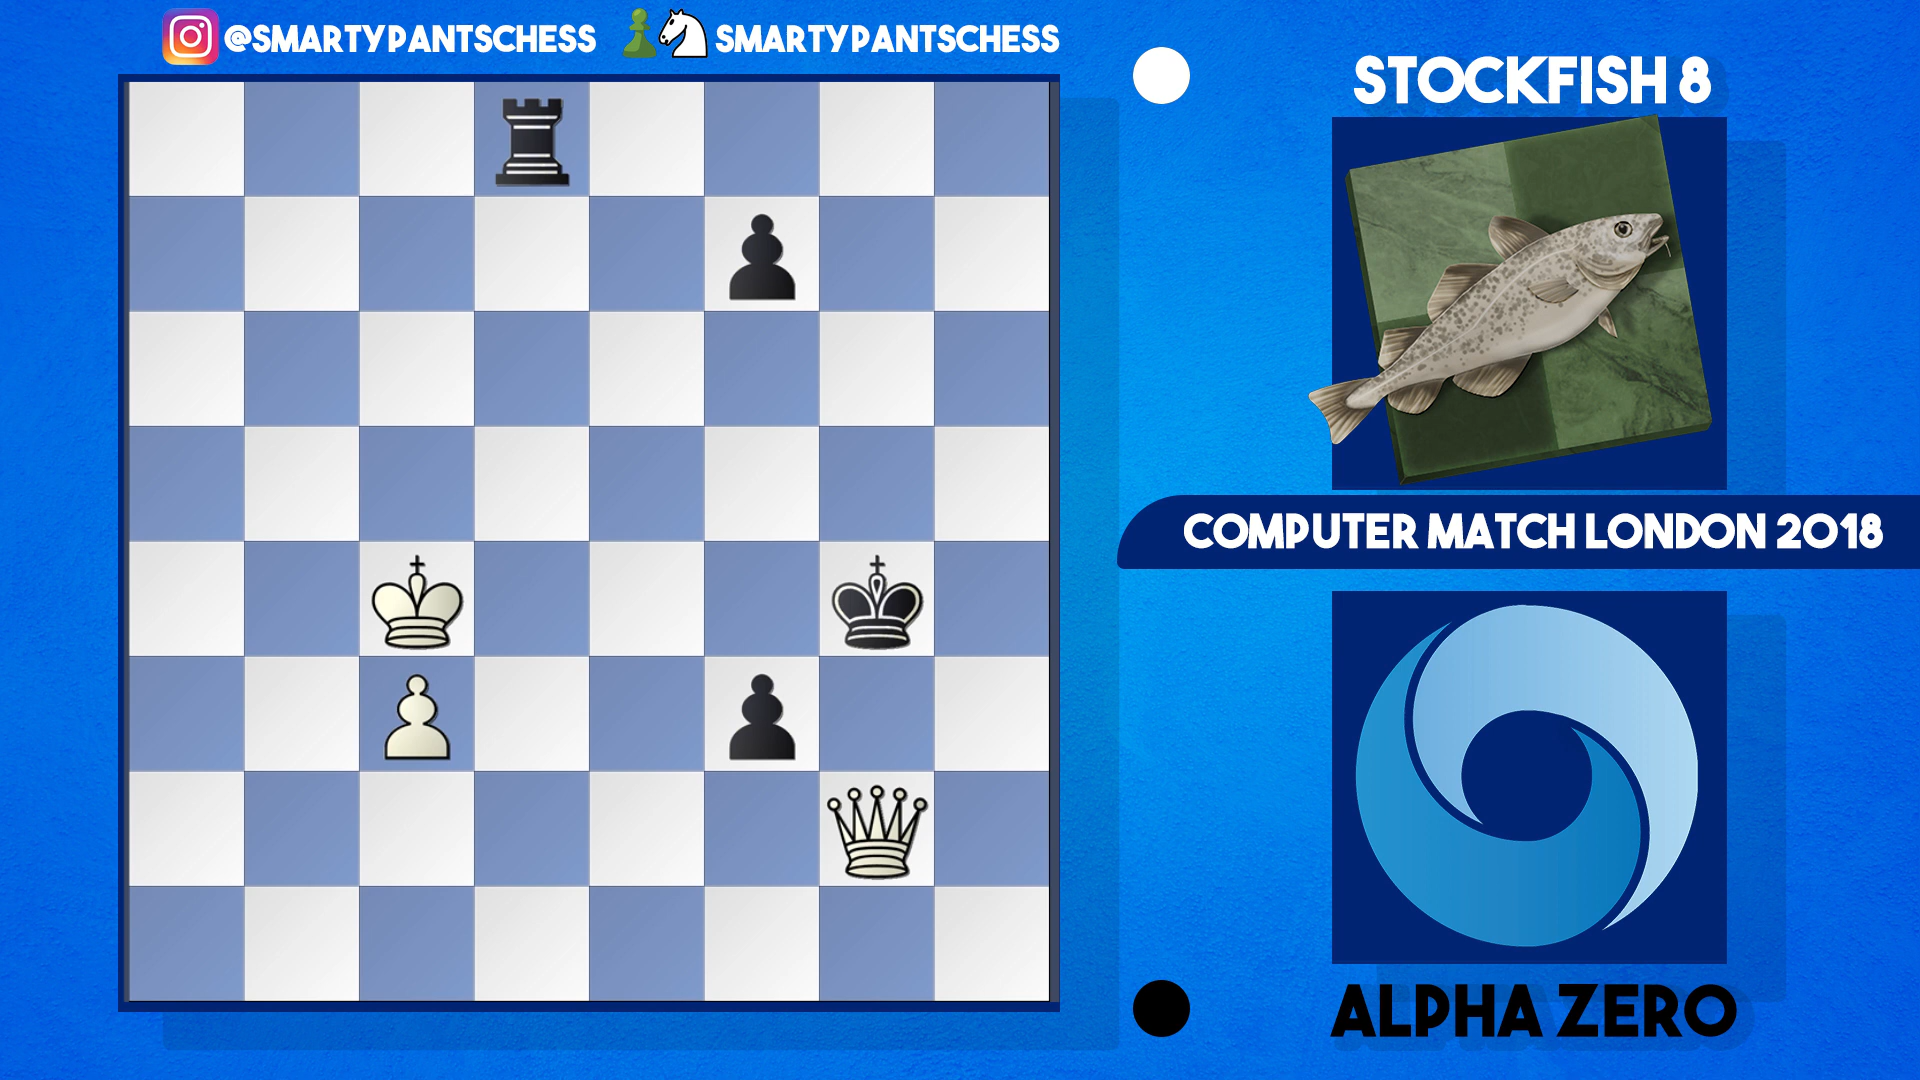 @SMARTYPANTSCHESS SMARTYPANTSCHESS
STOCKFISH 8
COMPUTER MATCH LONDON 2018
ALPHA ZERO